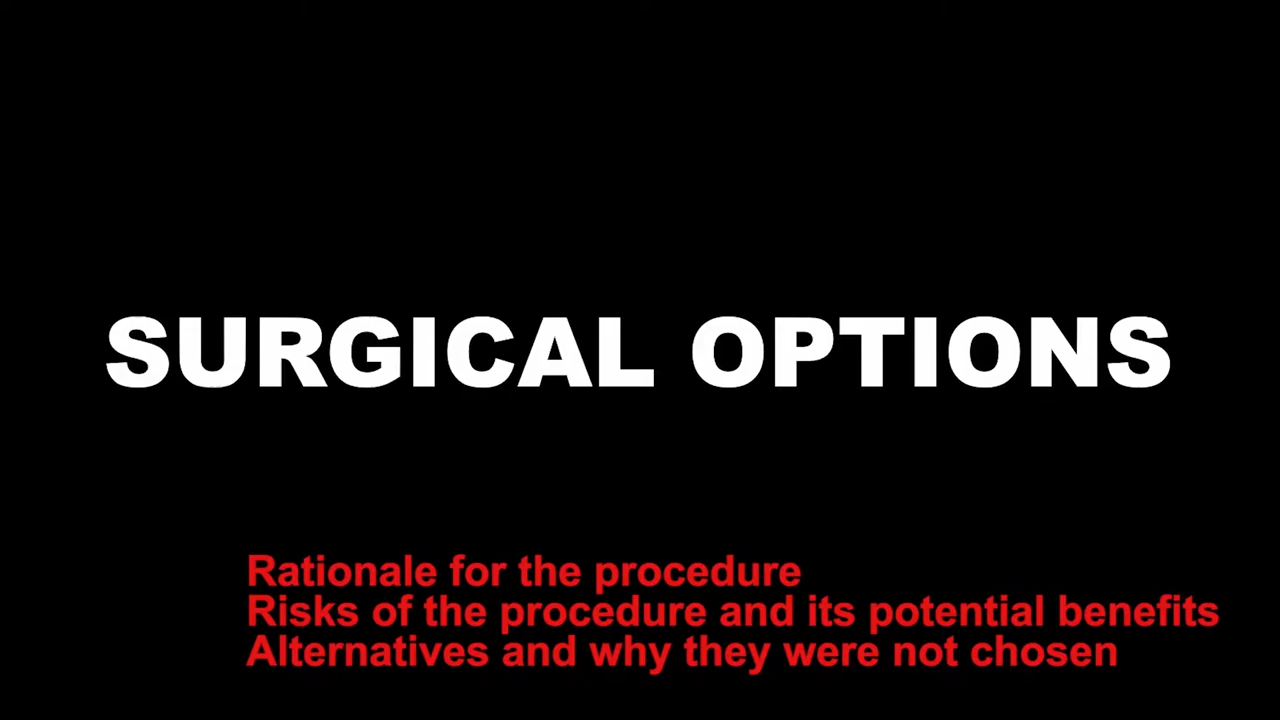 SURGICAL OPTIONS
Rationale for the procedure
Risks of the procedure and its potential benefits
Alternatives and why they were not chosen